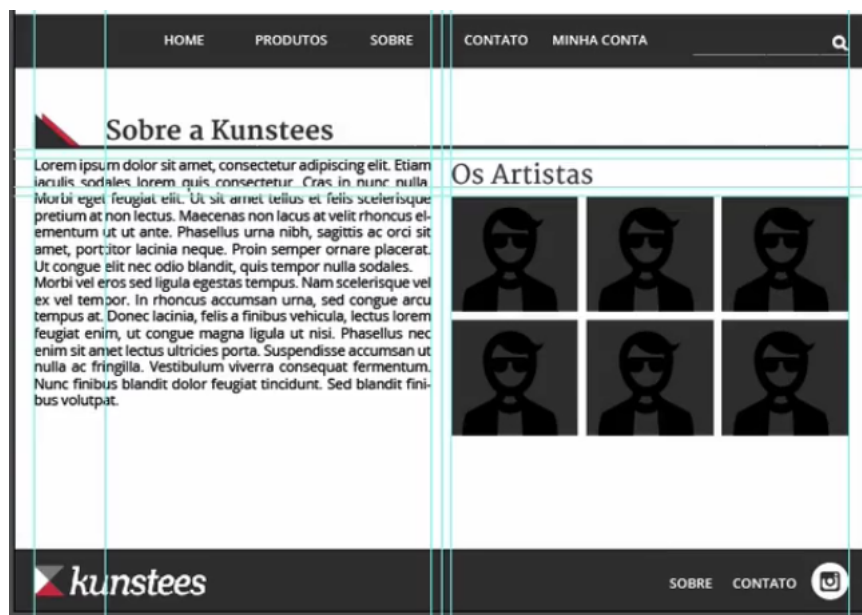 HOME PRODUTOS SOBRE CONTATO MINHA CONTA
Sobre a Kunstees
Lorem ipsum dolor sit amet, consectetur adipiscing elit. Etiam
iaculis sodales lorem quis consectetur. Cras in nunc nulla.
Morbi eget feugiat elit. Ut sit amet tellus et felis scelerisque
pretium at non lectus. Maecenas non lacus at velit rhoncus el-
ementum ut ut ante. Phasellus urna nibh, sagittis ac orci sit
amet, porttitor lacinia neque. Proin semper ornare placerat.
Ut congue elit nec odio blandit, quis tempor nulla sodales.
Morbi vel eros sed ligula egestas tempus. Nam scelerisque vel
ex vel tempor. In rhoncus accumsan urna, sed congue arcu
tempus at. Donec lacinia, felis a finibus vehicula, lectus lorem
feugiat enim, ut congue magna ligula ut nisi. Phasellus nec
enim sit amet lectus ultricies porta. Suspendisse accumsan ut
nulla ac fringilla. Vestibulum viverra consequat fermentum.
Nunc finibus blandit dolor feugiat tincidunt. Sed blandit fini-
bus volutpat.
Os Artistas
kunstees
SOBRE CONTATO